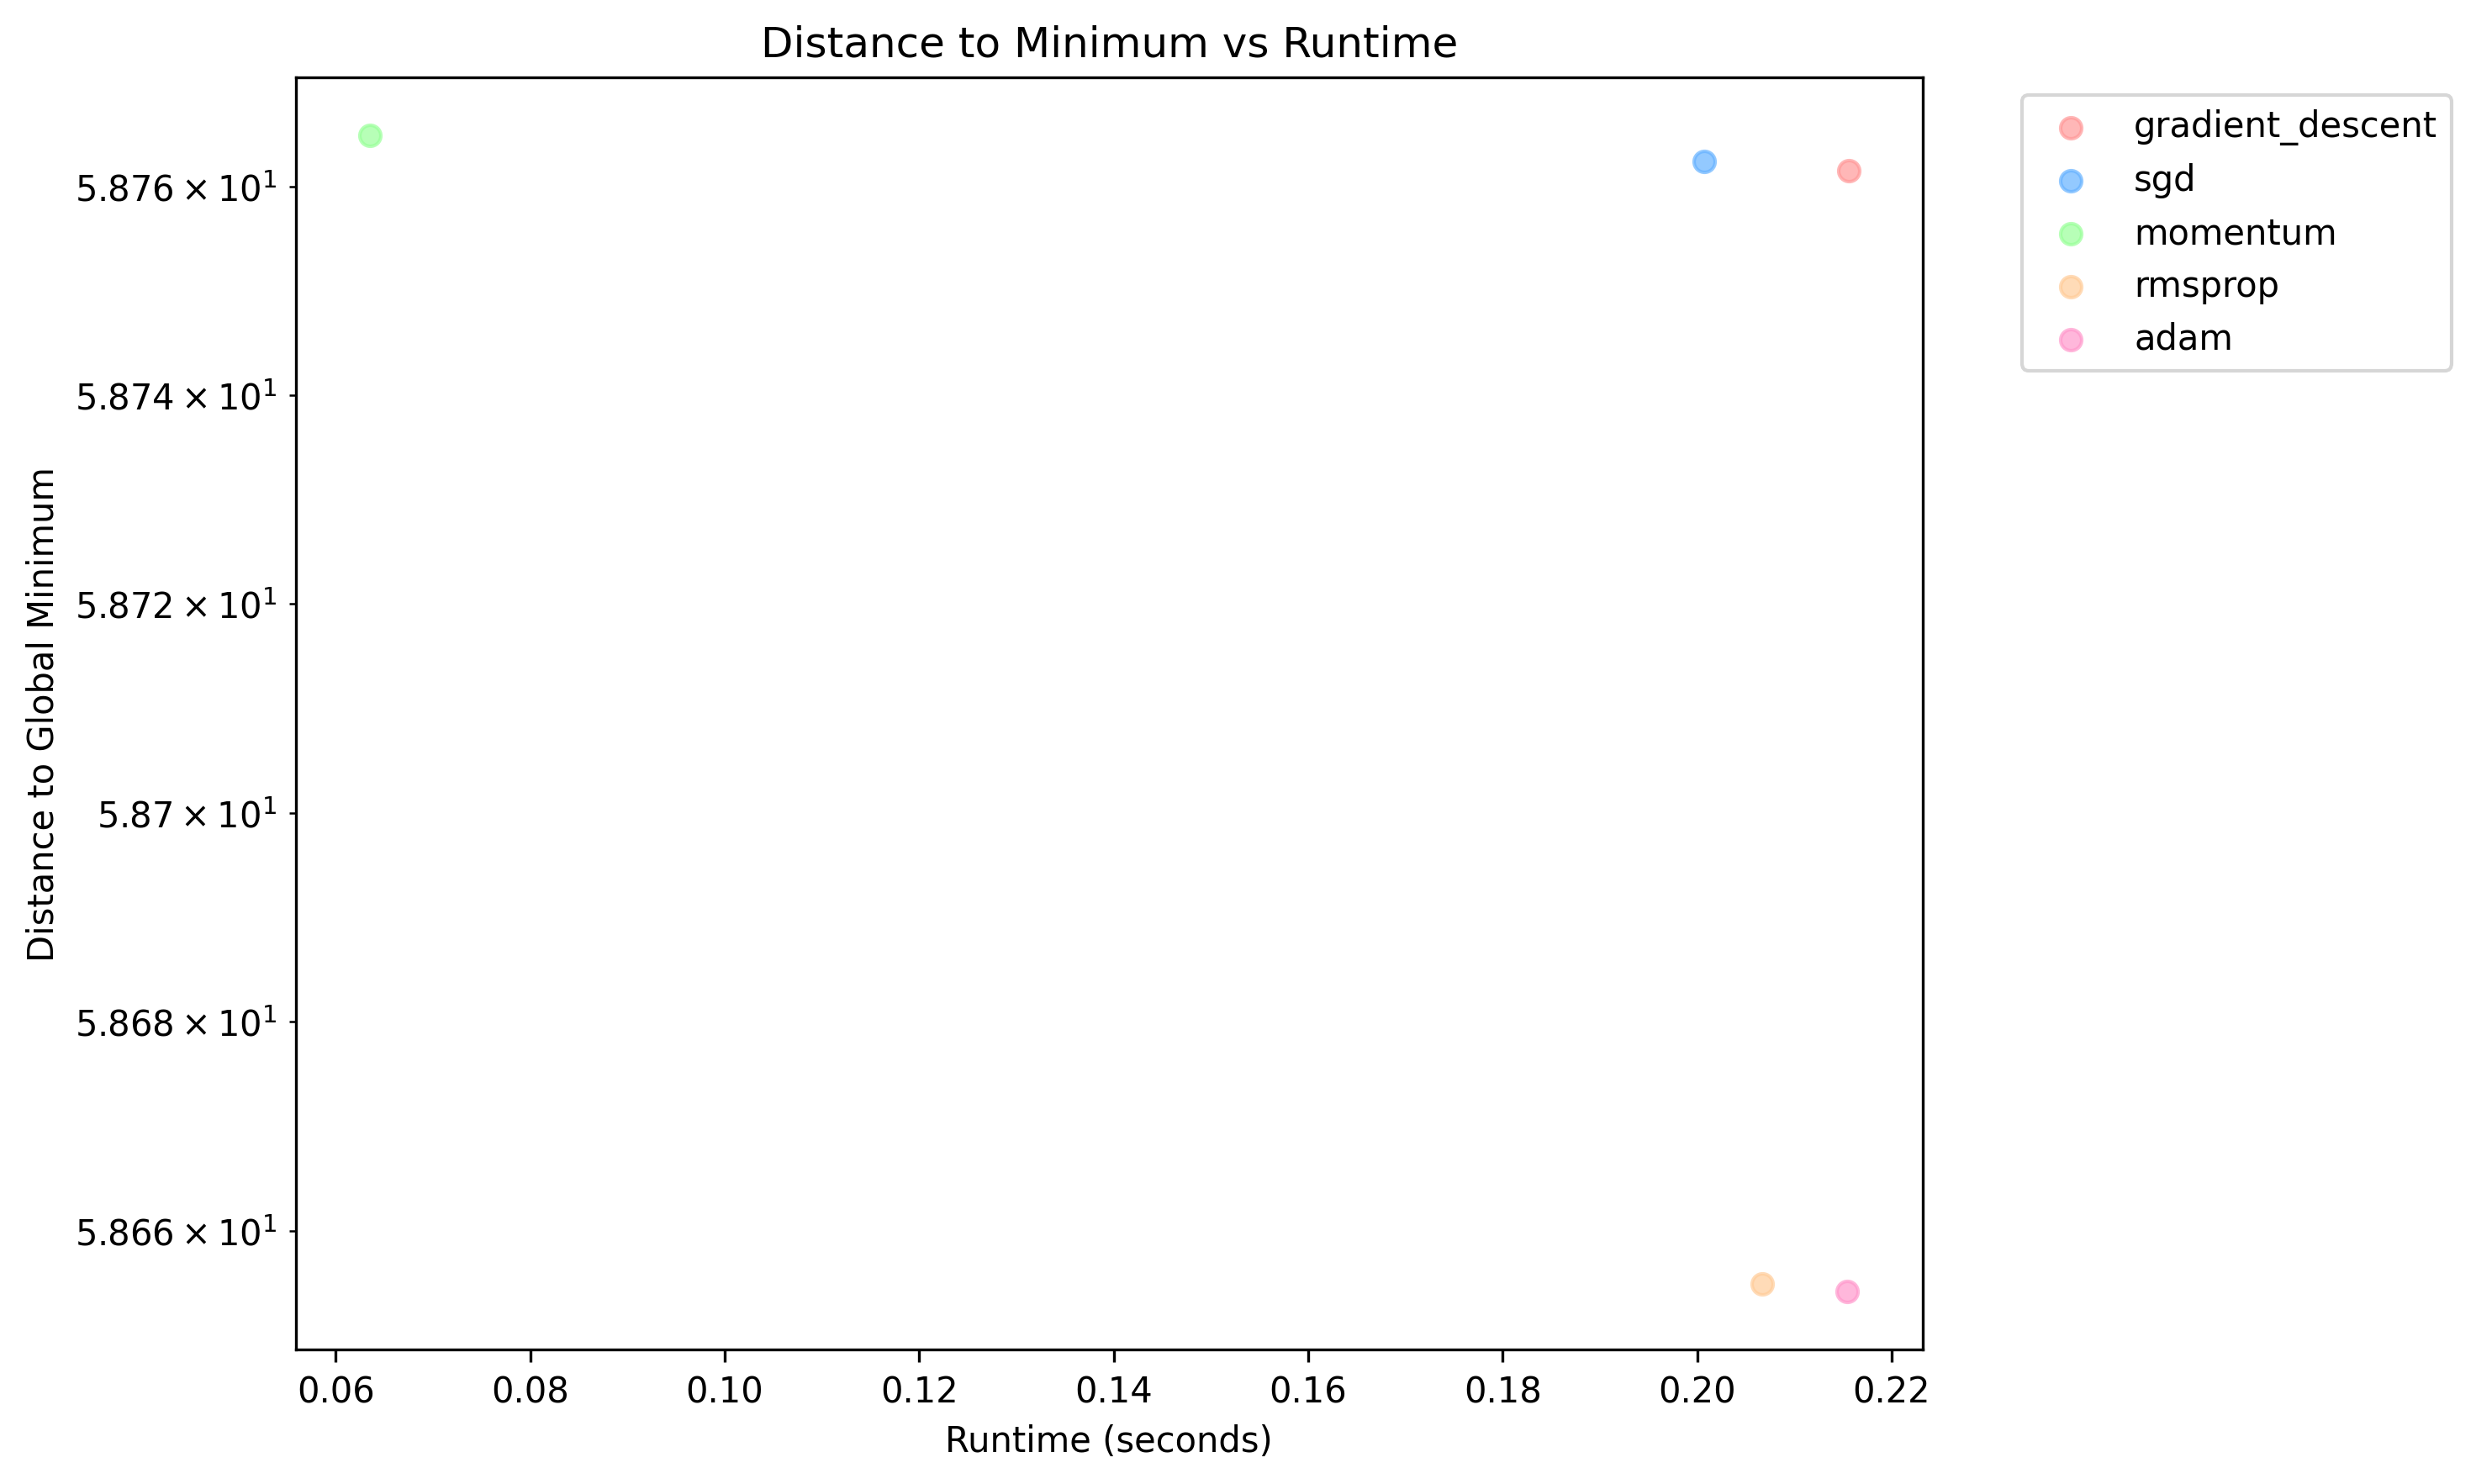 Distance to Minimum vs Runtime
Distance to Global Minimum
5.876 × 10¹
5.874 × 10¹
5.872 × 10¹
5.87 × 10¹
5.868 × 10¹
5.866 × 10¹
0.06 0.08 0.10 0.12 0.14 0.16 0.18 0.20 0.22
Runtime (seconds)
gradient_descent
sgd
momentum
rmsprop
adam